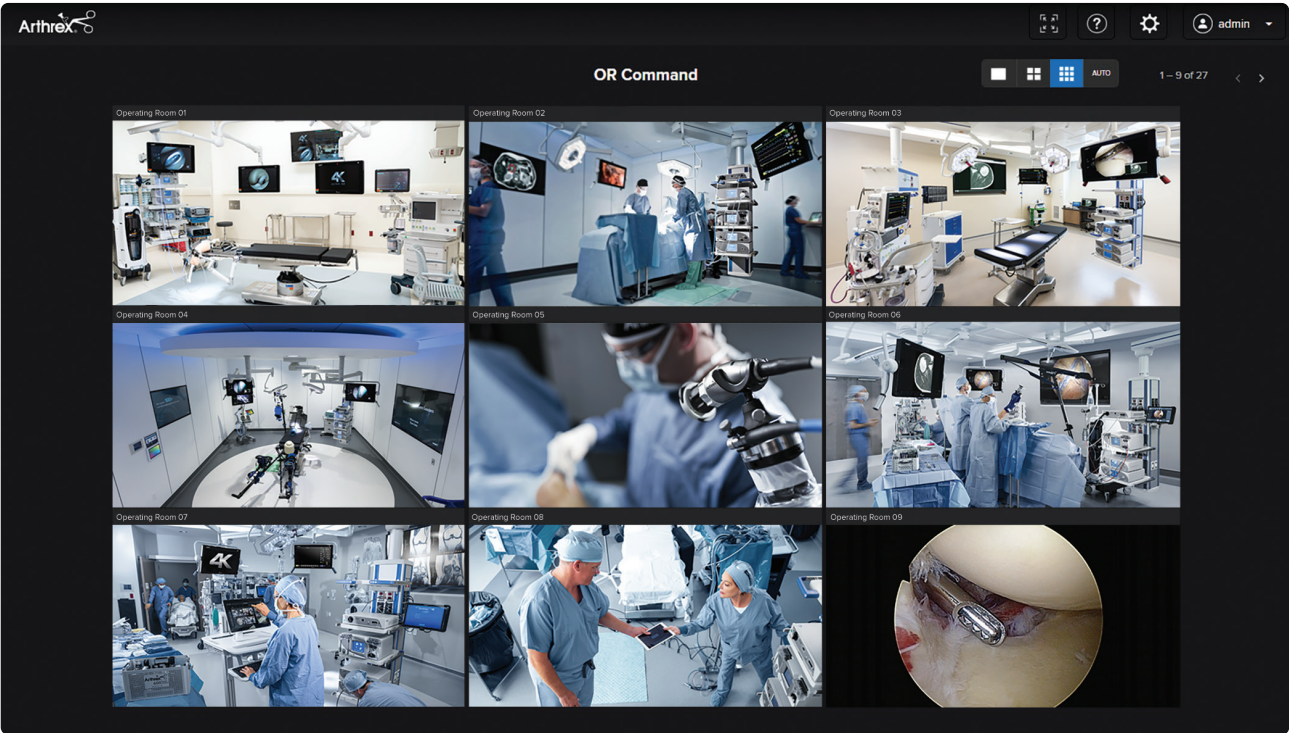 Arthrex
?
admin
OR Command
AUTO
1 – 9 of 27
Operating Room 01
Operating Room 02
Operating Room 03
4K
Operating Room 04
Operating Room 05
Operating Room 06
Operating Room 07
Operating Room 08
Operating Room 09
4K
Arthrex